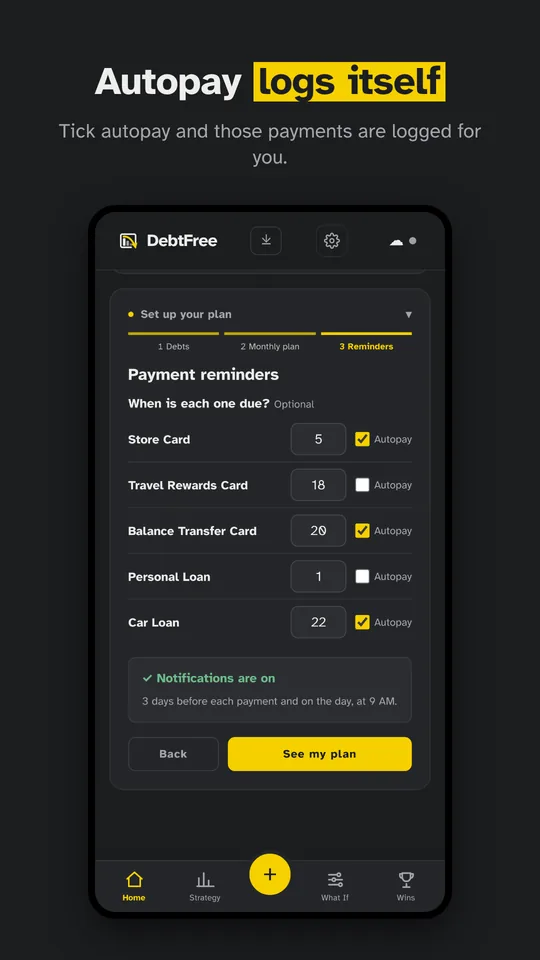 Autopay logs itself
Tick autopay and those payments are logged for
you.
DebtFree
Set up your plan ▼
1 Debts 2 Monthly plan 3 Reminders
Payment reminders
When is each one due? Optional
Store Card 5 Autopay
Travel Rewards Card 18 Autopay
Balance Transfer Card 20 Autopay
Personal Loan 1 Autopay
Car Loan 22 Autopay
✓ Notifications are on
3 days before each payment and on the day, at 9 AM.
Back See my plan
+
Home Strategy What If Wins